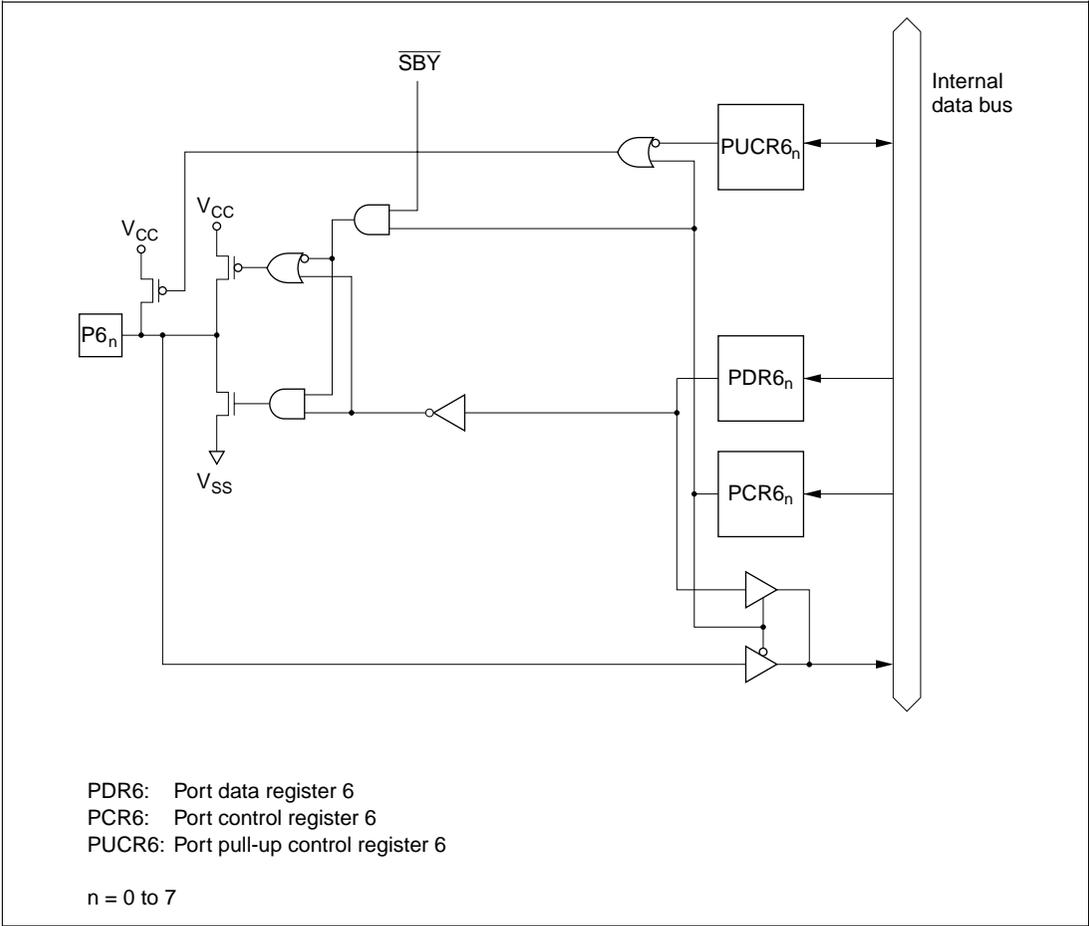 SBY
Internal
data bus
PUCR6n
VCC
VCC
P6n
PDR6n
VSS
PCR6n
PDR6: Port data register 6
PCR6: Port control register 6
PUCR6: Port pull-up control register 6
n = 0 to 7